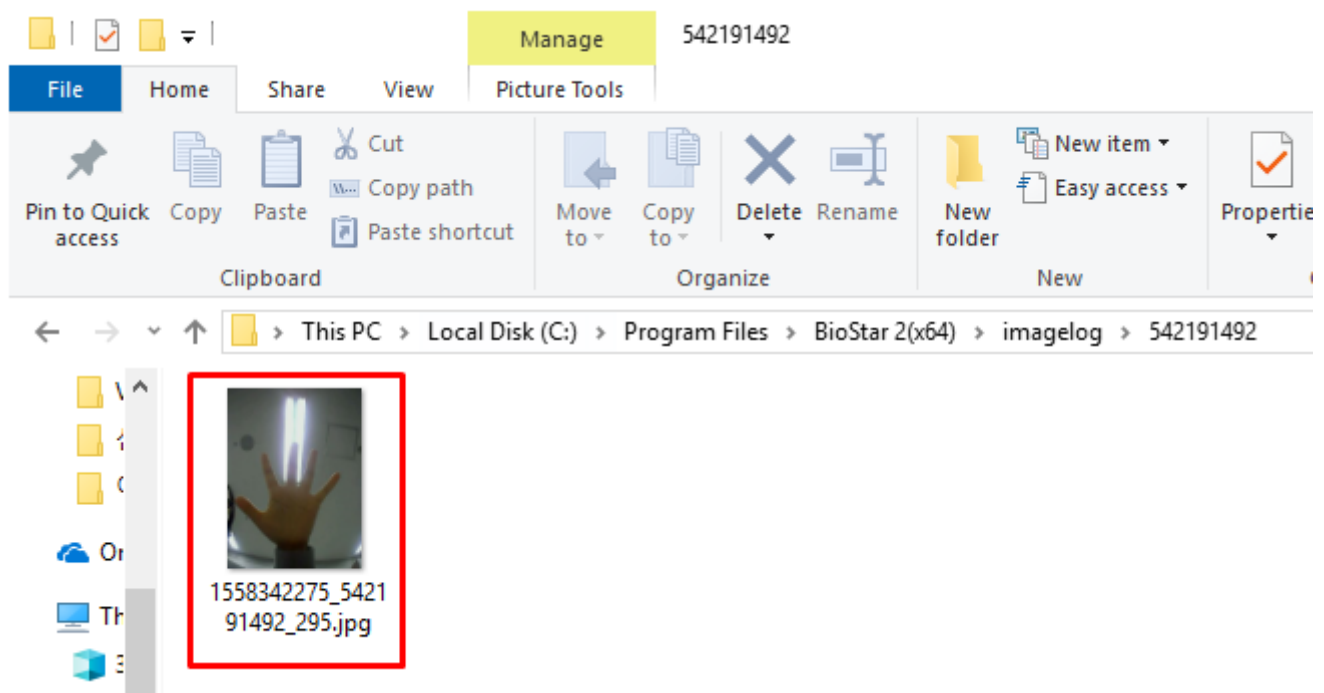 Manage 542191492
File Home Share View Picture Tools
Pin to Quick access
Copy
Paste
Cut
Copy path
Paste shortcut
Move to
Copy to
Delete
Rename
New folder
New item
Easy access
Clipboard
Organize
New
This PC > Local Disk (C:) > Program Files > BioStar 2(x64) > imagelog > 542191492
1558342275_5421
91492_295.jpg